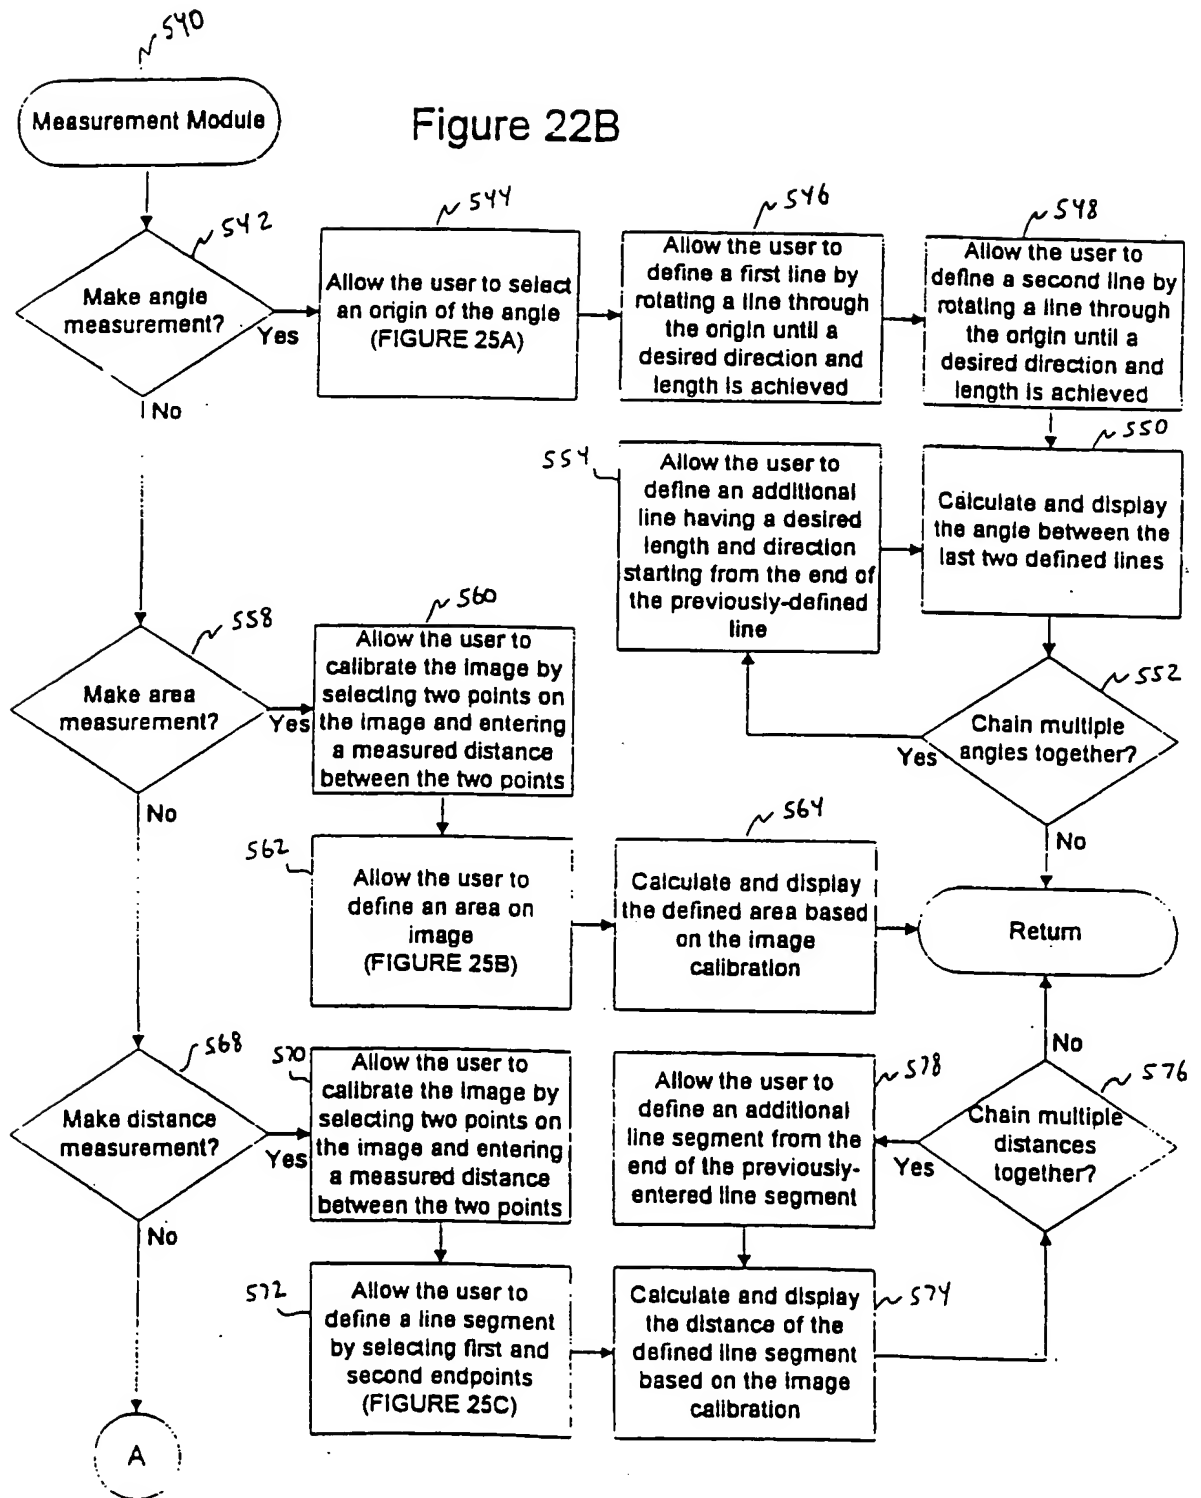 540
Measurement Module
Figure 22B
542
Make angle
measurement?
Yes
No
544
Allow the user to select
an origin of the angle
(FIGURE 25A)
546
Allow the user to
define a first line by
rotating a line through
the origin until a
desired direction and
length is achieved
548
Allow the user to
define a second line by
rotating a line through
the origin until a
desired direction and
length is achieved
550
Calculate and display
the angle between the
last two defined lines
554
Allow the user to
define an additional
line having a desired
length and direction
starting from the end of
the previously-defined
line
552
Chain multiple
angles together?
Yes
No
558
Make area
measurement?
Yes
No
560
Allow the user to
calibrate the image by
selecting two points on
the image and entering
a measured distance
between the two points
562
Allow the user to
define an area on
image
(FIGURE 25B)
564
Calculate and display
the defined area based
on the image
calibration
Return
568
Make distance
measurement?
Yes
No
570
Allow the user to
calibrate the image by
selecting two points on
the image and entering
a measured distance
between the two points
572
Allow the user to
define a line segment
by selecting first and
second endpoints
(FIGURE 25C)
578
Allow the user to
define an additional
line segment from the
end of the previously-
entered line segment
574
Calculate and display
the distance of the
defined line segment
based on the image
calibration
576
Chain multiple
distances
together?
Yes
No
A